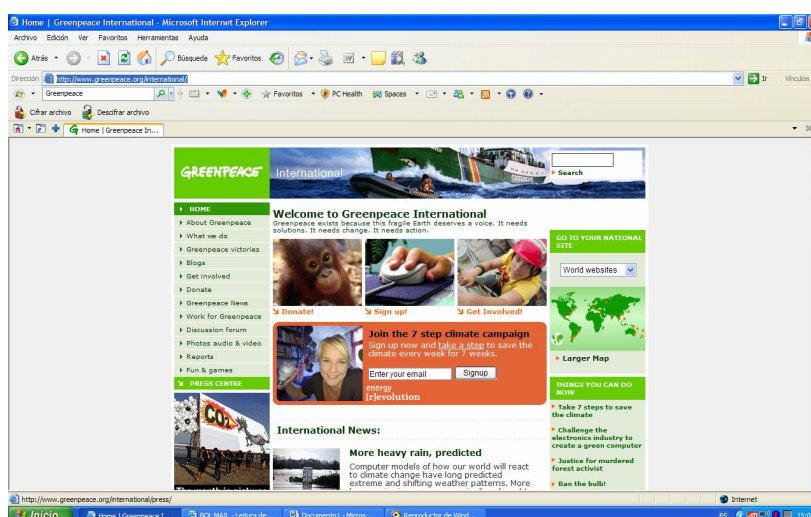 Home | Greenpeace International - Microsoft Internet Explorer
Archivo Edición Ver Favoritos Herramientas Ayuda
Atrás Búsqueda Favoritos
Dirección http://www.greenpeace.org/international/ Ir Vínculos
Greenpeace Favoritos PC Health Spaces
Cifrar archivo Descifrar archivo
Home | Greenpeace In...
GREENPEACE International
Search
HOME
About Greenpeace
What we do
Greenpeace victories
Blogs
Get involved
Donate
Greenpeace News
Work for Greenpeace
Discussion forum
Photos audio & video
Reports
Fun & games
PRESS CENTRE
CO2
Welcome to Greenpeace International
Greenpeace exists because this fragile Earth deserves a voice. It needs
solutions. It needs change. It needs action.
Donate! Sign up! Get Involved!
Join the 7 step climate campaign
Sign up now and take a step to save the
climate every week for 7 weeks.
Enter your email Signup
energy
[r]evolution
International News:
More heavy rain, predicted
Computer models of how our world will react
to climate change have long predicted
extreme and shifting weather patterns. More
GO TO YOUR NATIONAL
SITE
World websites
Larger Map
THINGS YOU CAN DO
NOW
Take 7 steps to save
the climate
Challenge the
electronics industry to
create a green computer
Justice for murdered
forest activist
Ban the bulb!
http://www.greenpeace.org/international/press/ Internet
Inicio Home | Greenpeace I... BOL MAIL - Leitura de... Documento1 - Micros... Reproductor de Wind... ES